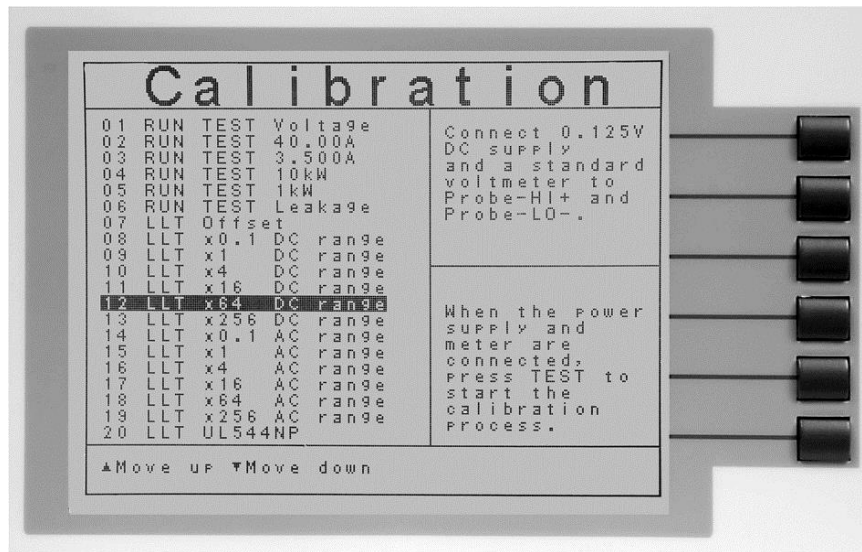 Calibration
01 RUN TEST Voltage
02 RUN TEST 40.00A
03 RUN TEST 3.500A
04 RUN TEST 10kW
05 RUN TEST 1kW
06 RUN TEST Leakage
07 LLT Offset
08 LLT x0.1 DC range
09 LLT x1 DC range
10 LLT x4 DC range
11 LLT x16 DC range
12 LLT x64 DC range
13 LLT x256 DC range
14 LLT x0.1 AC range
15 LLT x1 AC range
16 LLT x4 AC range
17 LLT x16 AC range
18 LLT x64 AC range
19 LLT x256 AC range
20 LLT UL544NP
Connect 0.125V
DC supply
and a standard
voltmeter to
Probe-HI+ and
Probe-LO-.
When the power
supply and
meter are
connected,
press TEST to
start the
calibration
process.
▲Move up ▼Move down